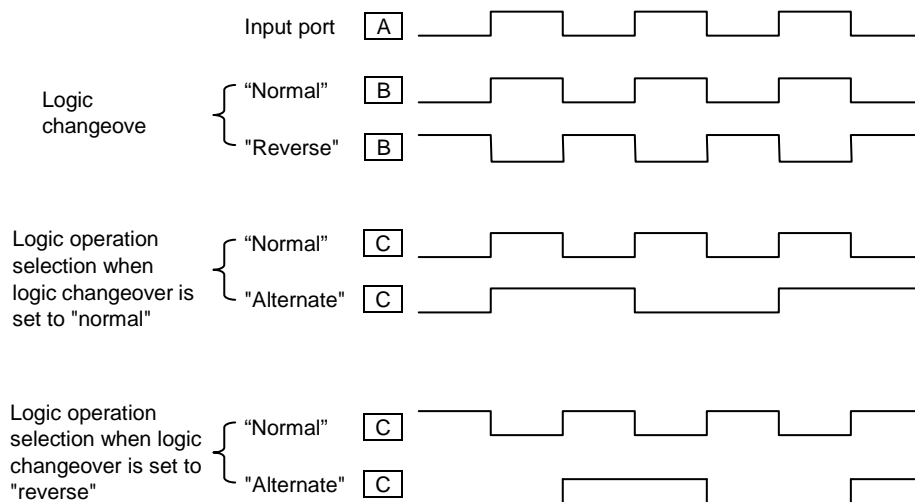 Input port A
Logic
changeove
“Normal” B
"Reverse" B
Logic operation
selection when
logic changeover is
set to "normal"
“Normal” C
"Alternate" C
Logic operation
selection when logic
changeover is set to
"reverse"
“Normal” C
"Alternate" C